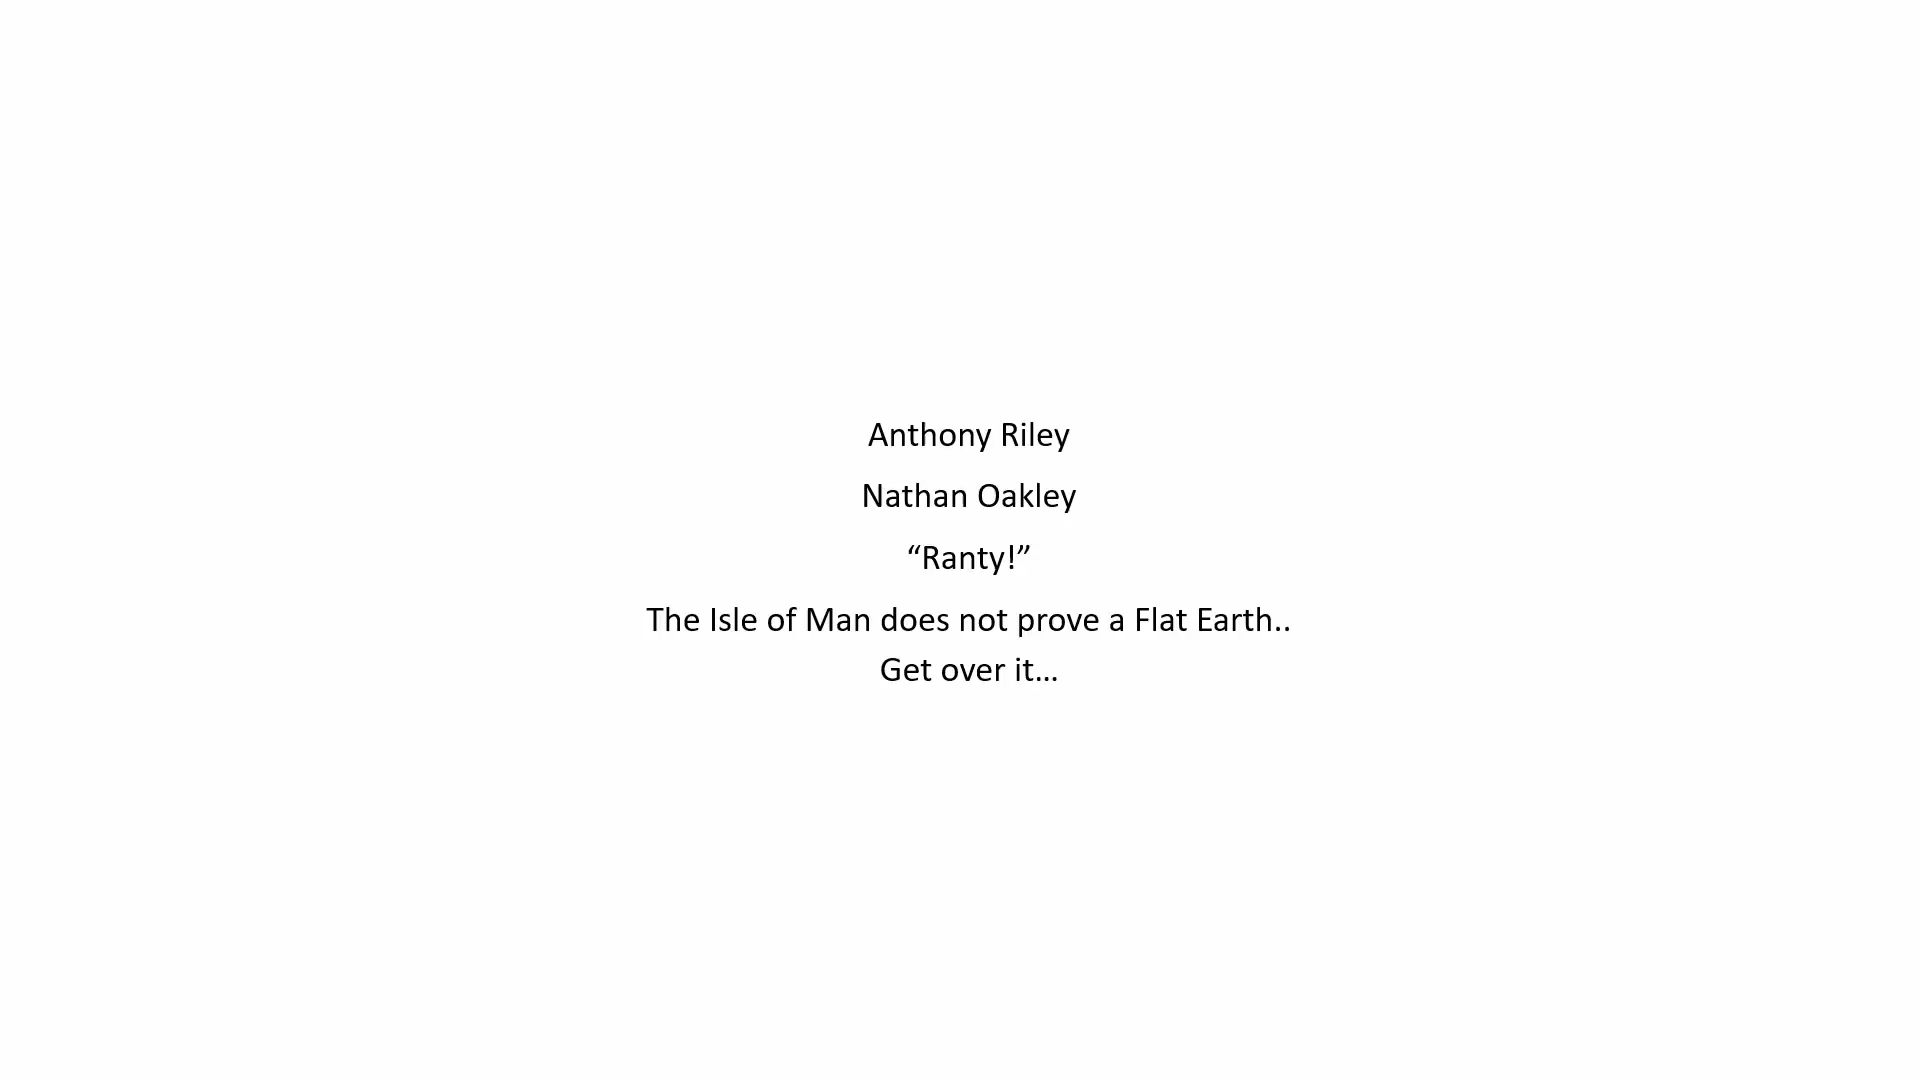 Anthony Riley
Nathan Oakley
“Ranty!”
The Isle of Man does not prove a Flat Earth..
Get over it…